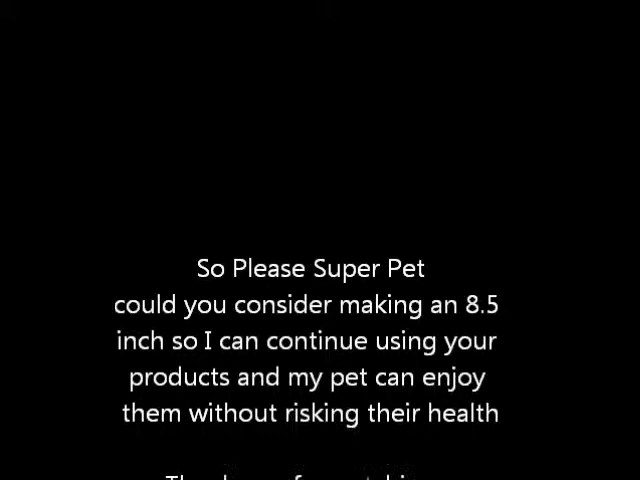 So Please Super Pet
could you consider making an 8.5
inch so I can continue using your
products and my pet can enjoy
them without risking their health